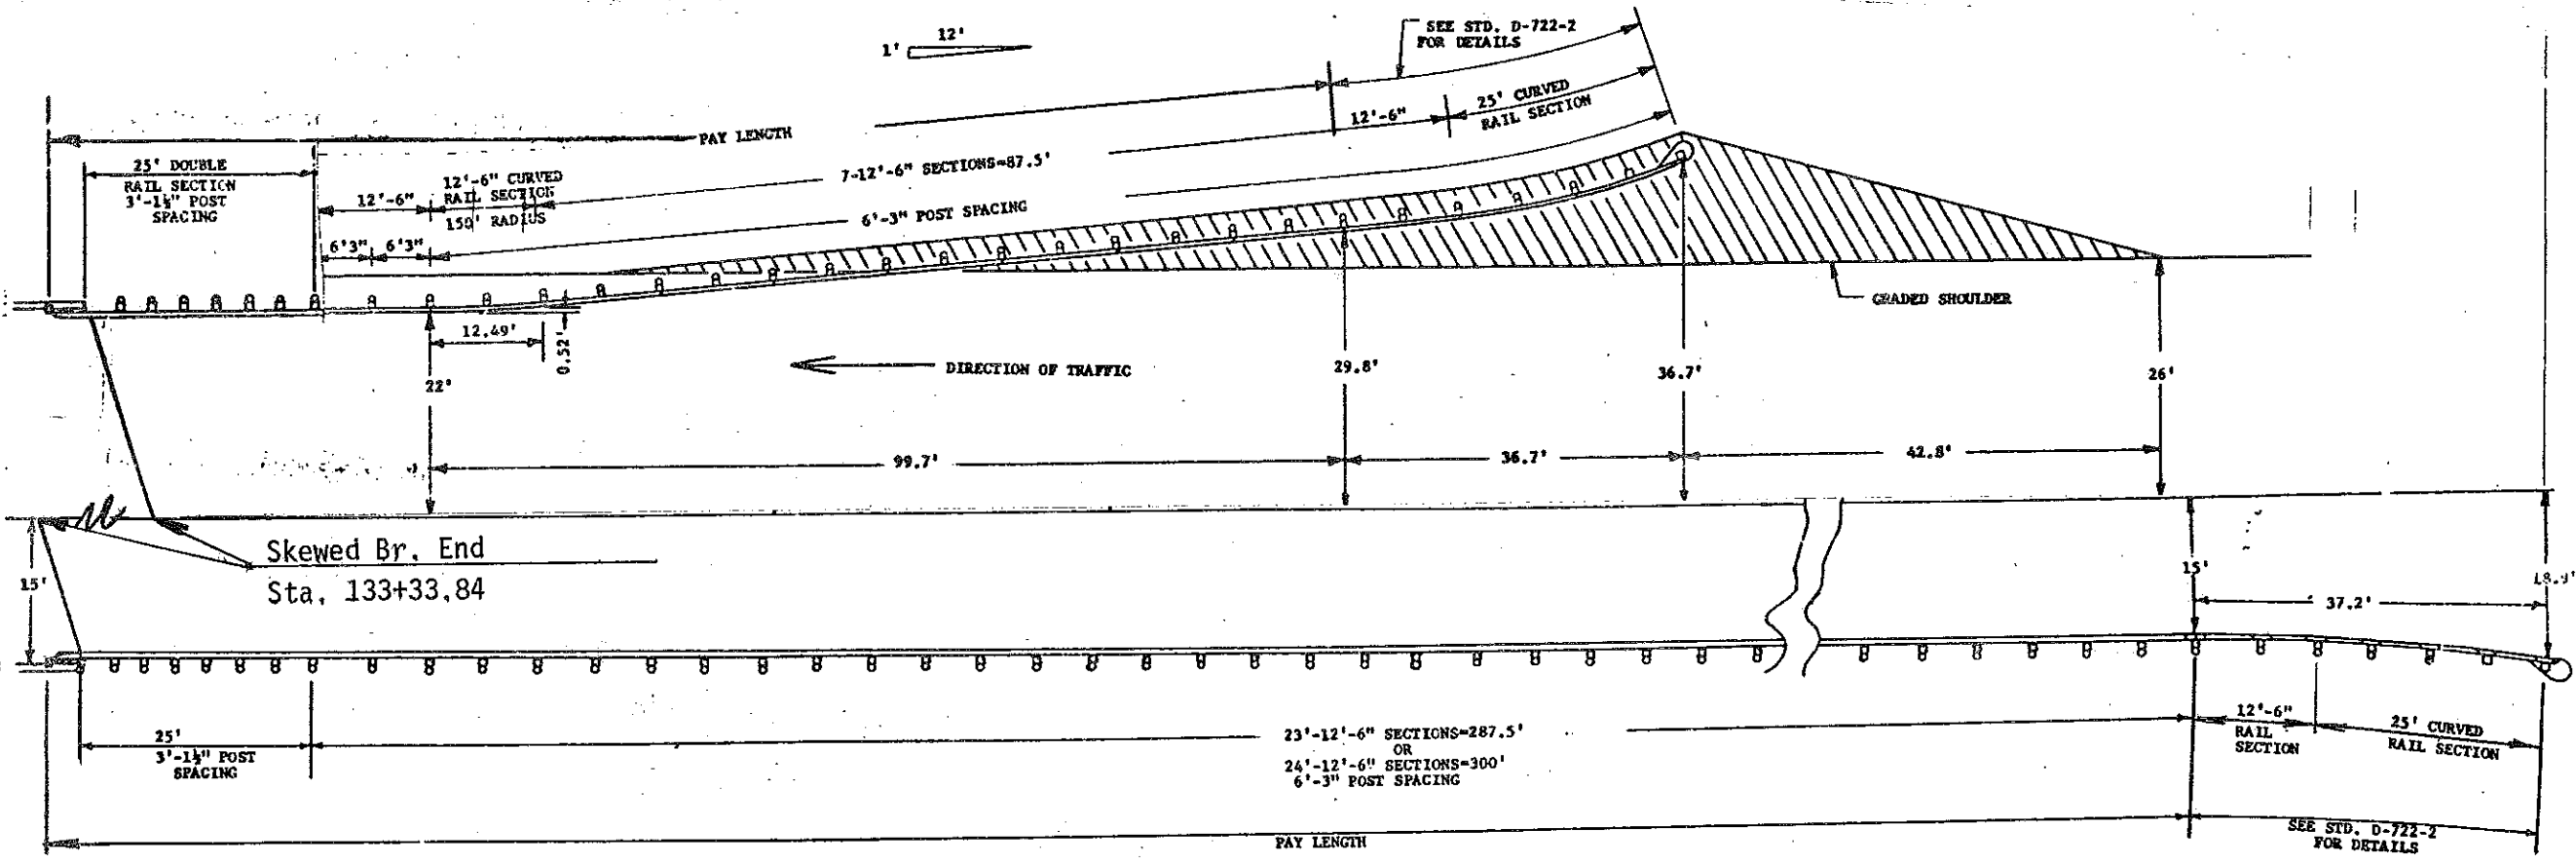 12'
1'
SEE STD. D-722-2
FOR DETAILS
PAY LENGTH
12'-6"
25' CURVED
RAIL SECTION
25' DOUBLE
RAIL SECTION
3'-1½" POST
SPACING
12'-6"
12'-6" CURVED
RAIL SECTION
150' RADIUS
7-12'-6" SECTIONS=87.5'
6'-3" POST SPACING
6'3"
6'3"
GRADED SHOULDER
12.49'
0.52'
22'
DIRECTION OF TRAFFIC
29.8'
36.7'
26'
99.7'
36.7'
42.8'
Skewed Br. End
Sta. 133+33.84
15'
15'
18.9'
37.2'
25'
3'-1½" POST
SPACING
23'-12'-6" SECTIONS=287.5'
OR
24'-12'-6" SECTIONS=300'
6'-3" POST SPACING
12'-6"
RAIL
SECTION
25' CURVED
RAIL SECTION
PAY LENGTH
SEE STD. D-722-2
FOR DETAILS